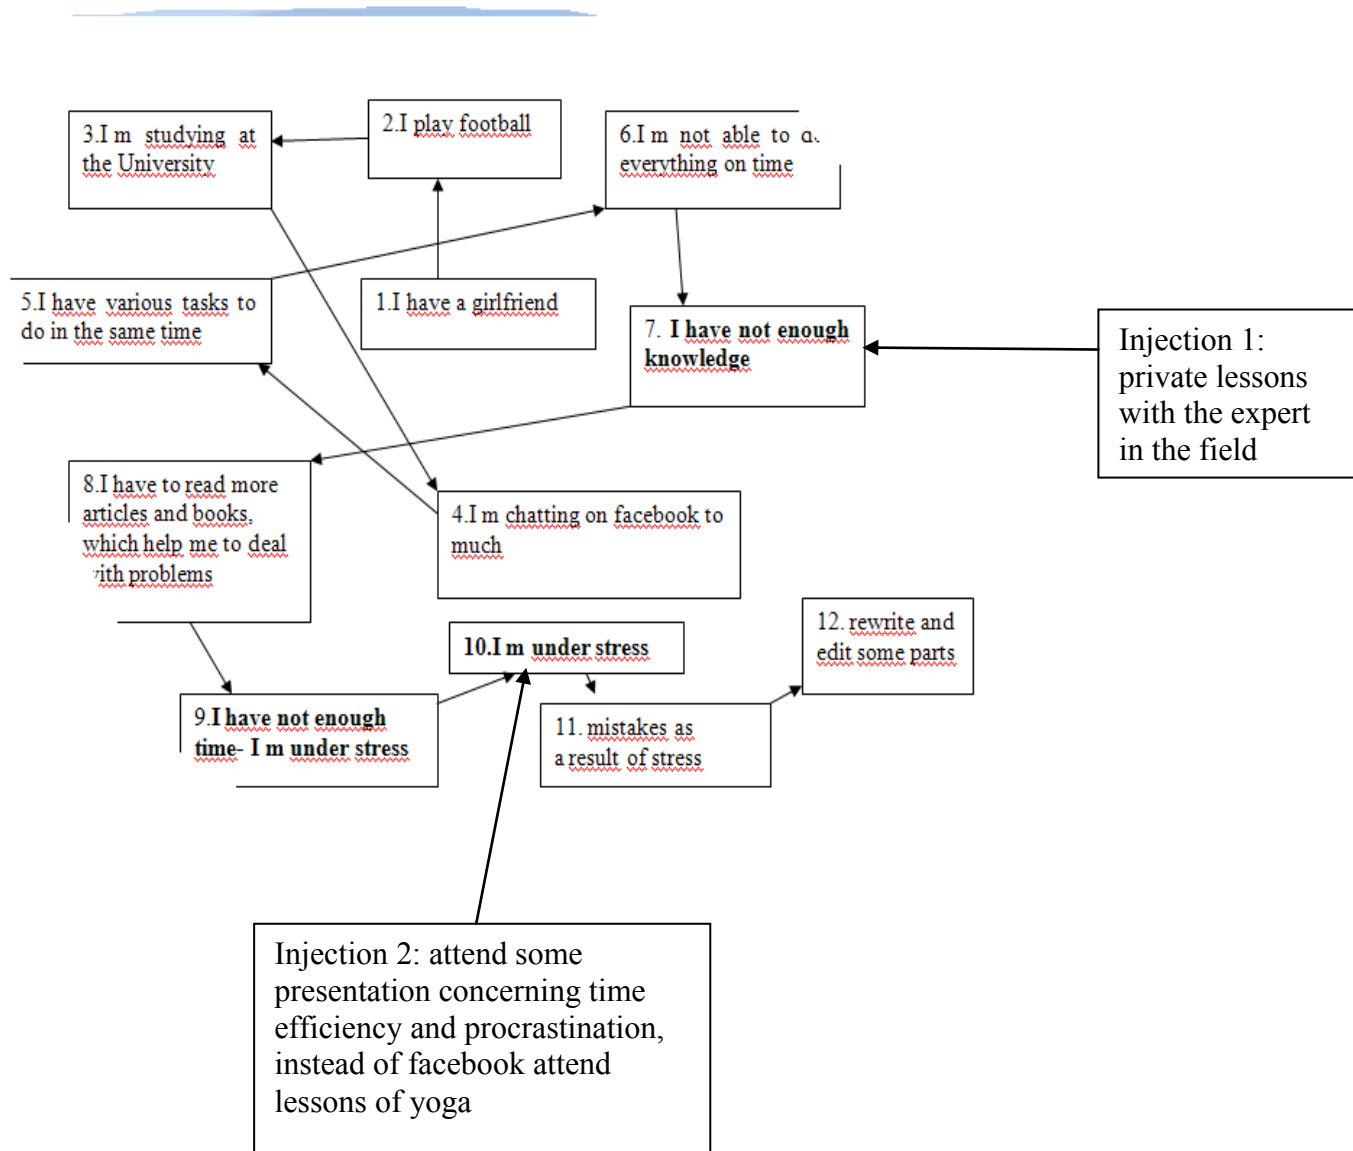 3.I m studying at
the University
2.I play football
6.I m not able to
everything on time
5.I have various tasks to
do in the same time
1.I have a girlfriend
7. I have not enough
knowledge
Injection 1:
private lessons
with the expert
in the field
8.I have to read more
articles and books,
which help me to deal
with problems
4.I m chatting on facebook to
much
10.I m under stress
12. rewrite and
edit some parts
9.I have not enough
time- I m under stress
11. mistakes as
a result of stress
Injection 2: attend some
presentation concerning time
efficiency and procrastination,
instead of facebook attend
lessons of yoga